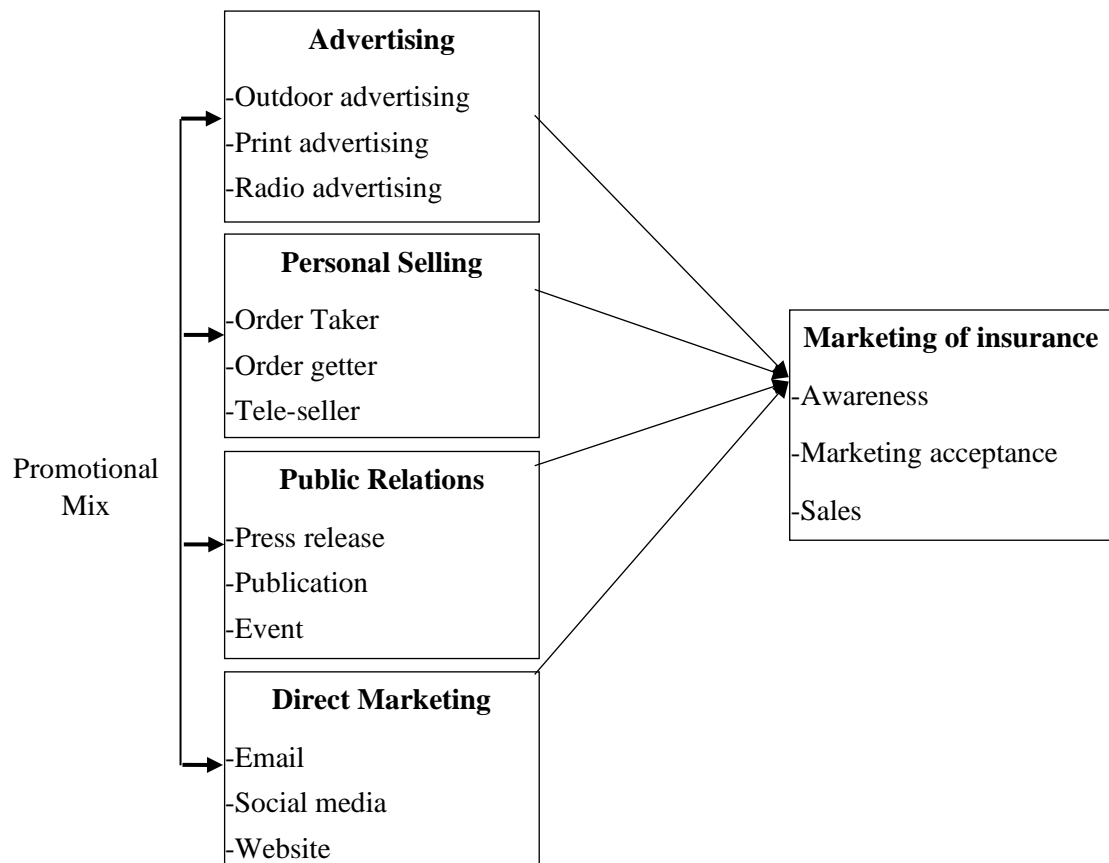 Advertising
-Outdoor advertising
-Print advertising
-Radio advertising
Personal Selling
-Order Taker
-Order getter
-Tele-seller
Public Relations
-Press release
-Publication
-Event
Direct Marketing
-Email
-Social media
-Website
Promotional
Mix
Marketing of insurance
-Awareness
-Marketing acceptance
-Sales